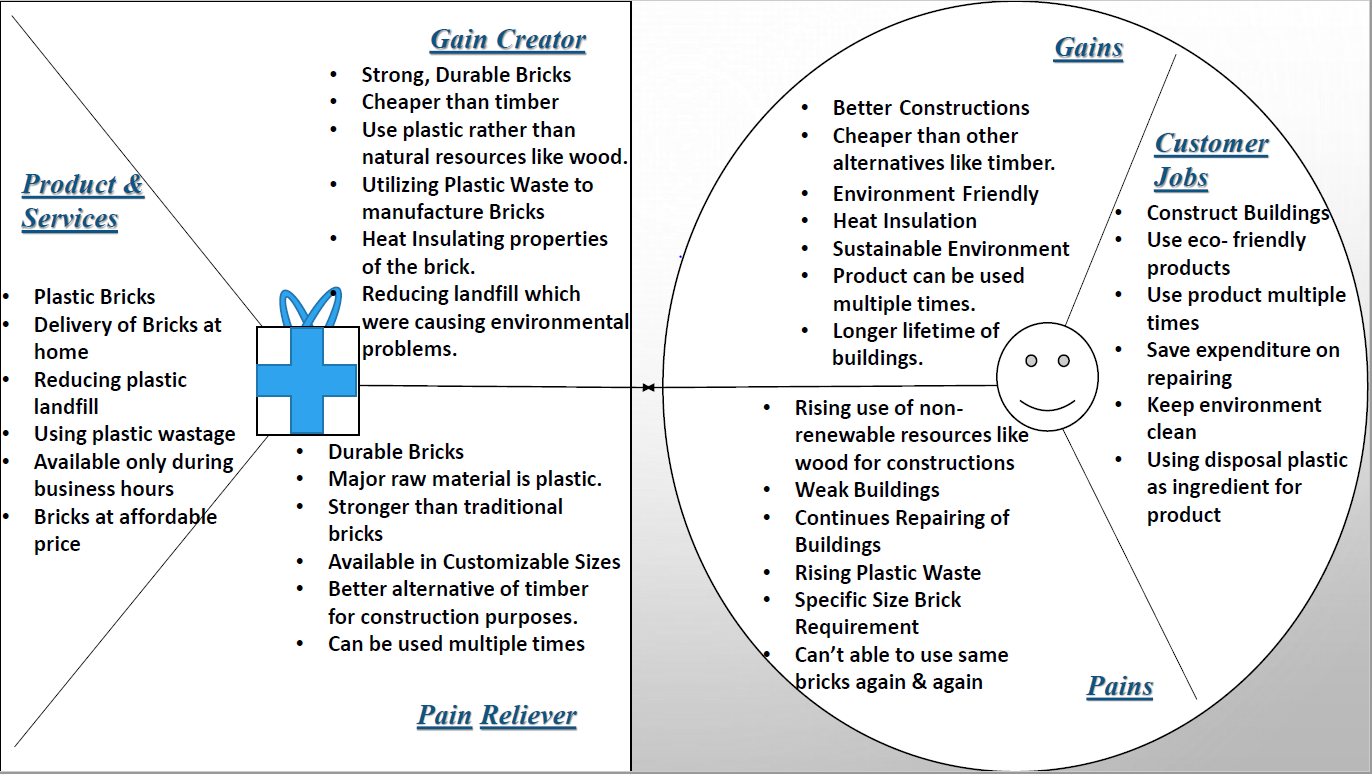 Gain Creator
• Strong, Durable Bricks
• Cheaper than timber
• Use plastic rather than
natural resources like wood.
• Utilizing Plastic Waste to
manufacture Bricks
• Heat Insulating properties
of the brick.
• Reducing landfill which
were causing environmental
problems.
Product &
Services
• Plastic Bricks
• Delivery of Bricks at
home
• Reducing plastic
landfill
• Using plastic wastage
• Available only during
business hours
• Bricks at affordable
price
• Durable Bricks
• Major raw material is plastic.
• Stronger than traditional
bricks
• Available in Customizable Sizes
• Better alternative of timber
for construction purposes.
• Can be used multiple times
Pain Reliever
Gains
• Better Constructions
• Cheaper than other
alternatives like timber.
• Environment Friendly
• Heat Insulation
• Sustainable Environment
• Product can be used
multiple times.
• Longer lifetime of
buildings.
Customer
Jobs
• Construct Buildings
• Use eco- friendly
products
• Use product multiple
times
• Save expenditure on
repairing
• Keep environment
clean
• Using disposal plastic
as ingredient for
product
• Rising use of non-
renewable resources like
wood for constructions
• Weak Buildings
• Continues Repairing of
Buildings
• Rising Plastic Waste
• Specific Size Brick
Requirement
• Can’t able to use same
bricks again & again
Pains